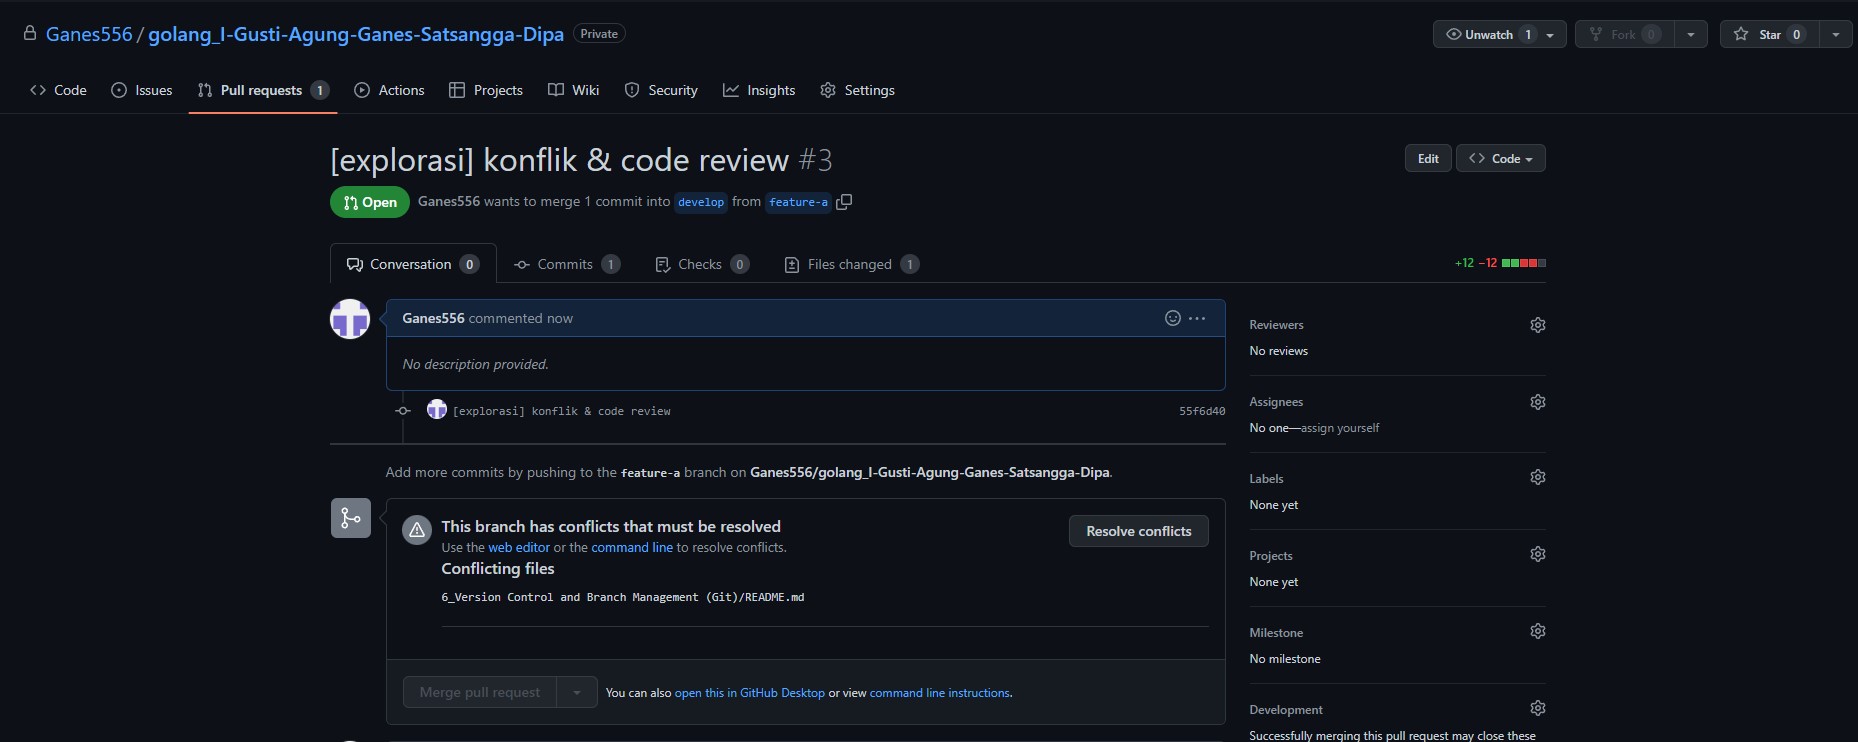 Ganes556 / golang_I-Gusti-Agung-Ganes-Satsangga-Dipa Private
Unwatch 1
Fork 0
Star 0
Code
Issues
Pull requests 1
Actions
Projects
Wiki
Security
Insights
Settings
[explorasi] konflik & code review #3
Edit
Code
Open
Ganes556 wants to merge 1 commit into develop from feature-a
Conversation 0
Commits 1
Checks 0
Files changed 1
+12 −12
Ganes556 commented now
No description provided.
[explorasi] konflik & code review 55f6d40
Add more commits by pushing to the feature-a branch on Ganes556/golang_I-Gusti-Agung-Ganes-Satsangga-Dipa.
This branch has conflicts that must be resolved
Use the web editor or the command line to resolve conflicts.
Resolve conflicts
Conflicting files
6_Version Control and Branch Management (Git)/README.md
Merge pull request
You can also open this in GitHub Desktop or view command line instructions.
Reviewers
No reviews
Assignees
No one—assign yourself
Labels
None yet
Projects
None yet
Milestone
No milestone
Development
Successfully merging this pull request may close these